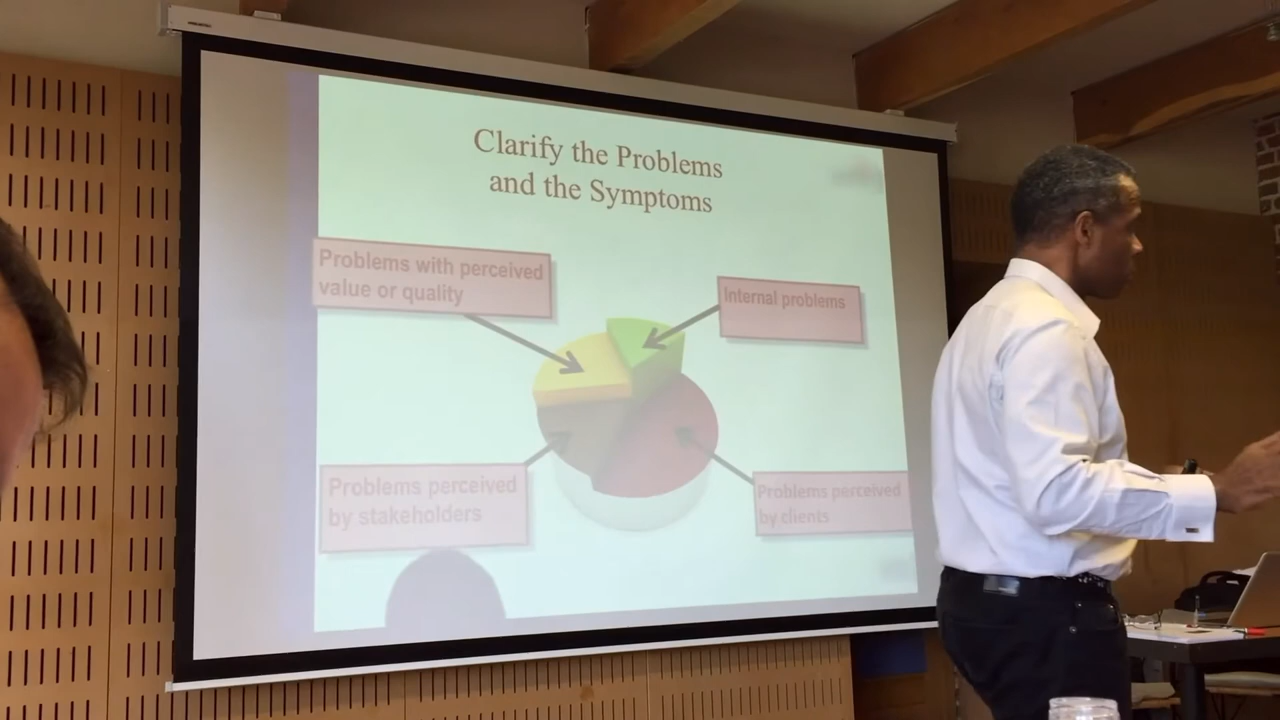 Clarify the Problems
and the Symptoms
Problems with perceived
value or quality
Internal problems
Problems perceived
by stakeholders
Problems perceived
by clients